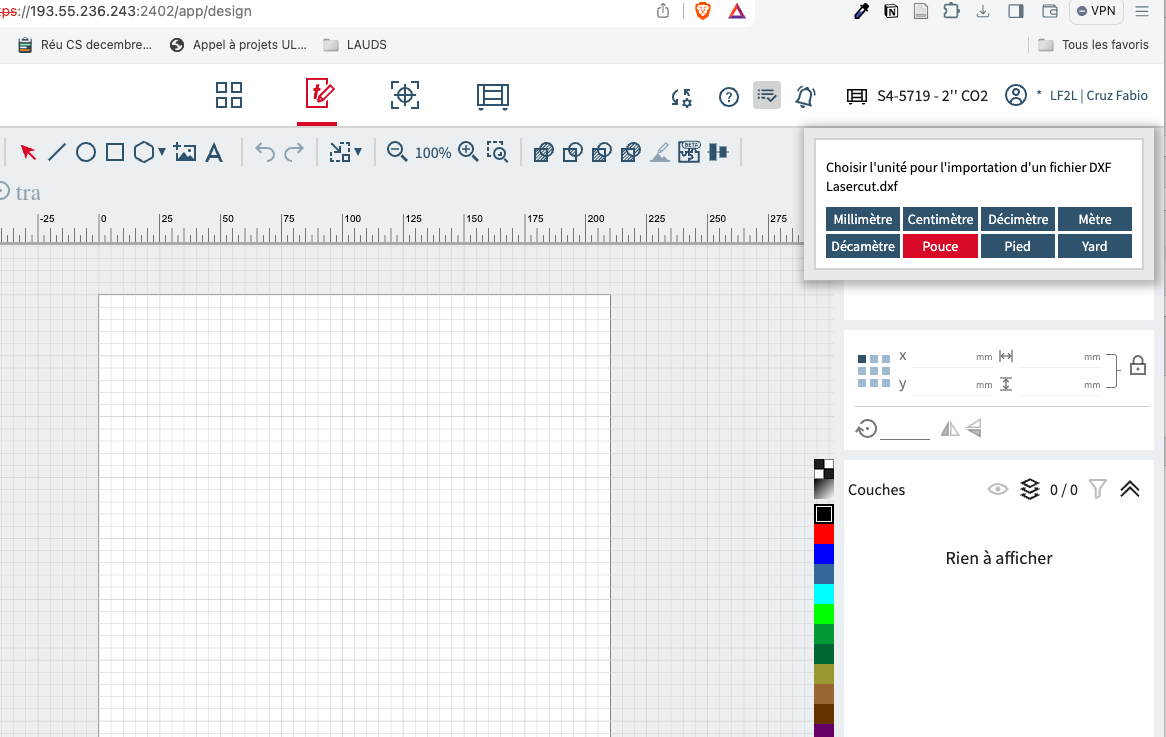 ps://193.55.236.243:2402/app/design
VPN
Réu CS decembre...
Appel à projets UL...
LAUDS
Tous les favoris
S4-5719 - 2'' CO2
* LF2L | Cruz Fabio
100%
BETA
Choisir l'unité pour l'importation d'un fichier DXF
Lasercut.dxf
Millimètre Centimètre Décimètre Mètre
Décamètre Pouce Pied Yard
tra
-25 0 25 50 75 100 125 150 175 200 225 250 275
x mm mm
y mm mm
Couches 0 / 0
Rien à afficher